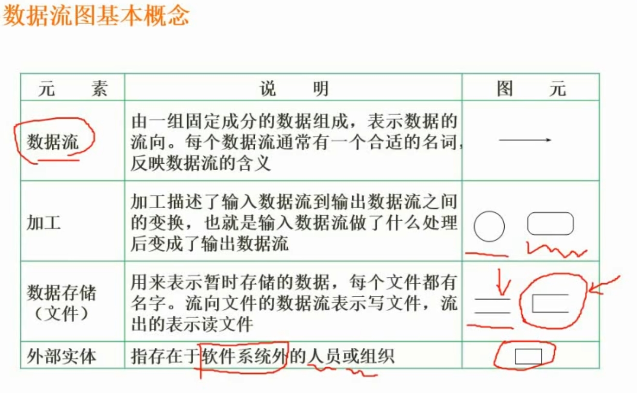 数据流图基本概念
元 素 说 明 图 元
数据流
由一组固定成分的数据组成，表示数据的
流向。每个数据流通常有一个合适的名词，
反映数据流的含义
加工
加工描述了输入数据流到输出数据流之间
的变换，也就是输入数据流做了什么处理
后变成了输出数据流
数据存储
（文件）
用来表示暂时存储的数据，每个文件都有
名字。流向文件的数据流表示写文件，流
出的表示读文件
外部实体
指存在于软件系统外的人员或组织